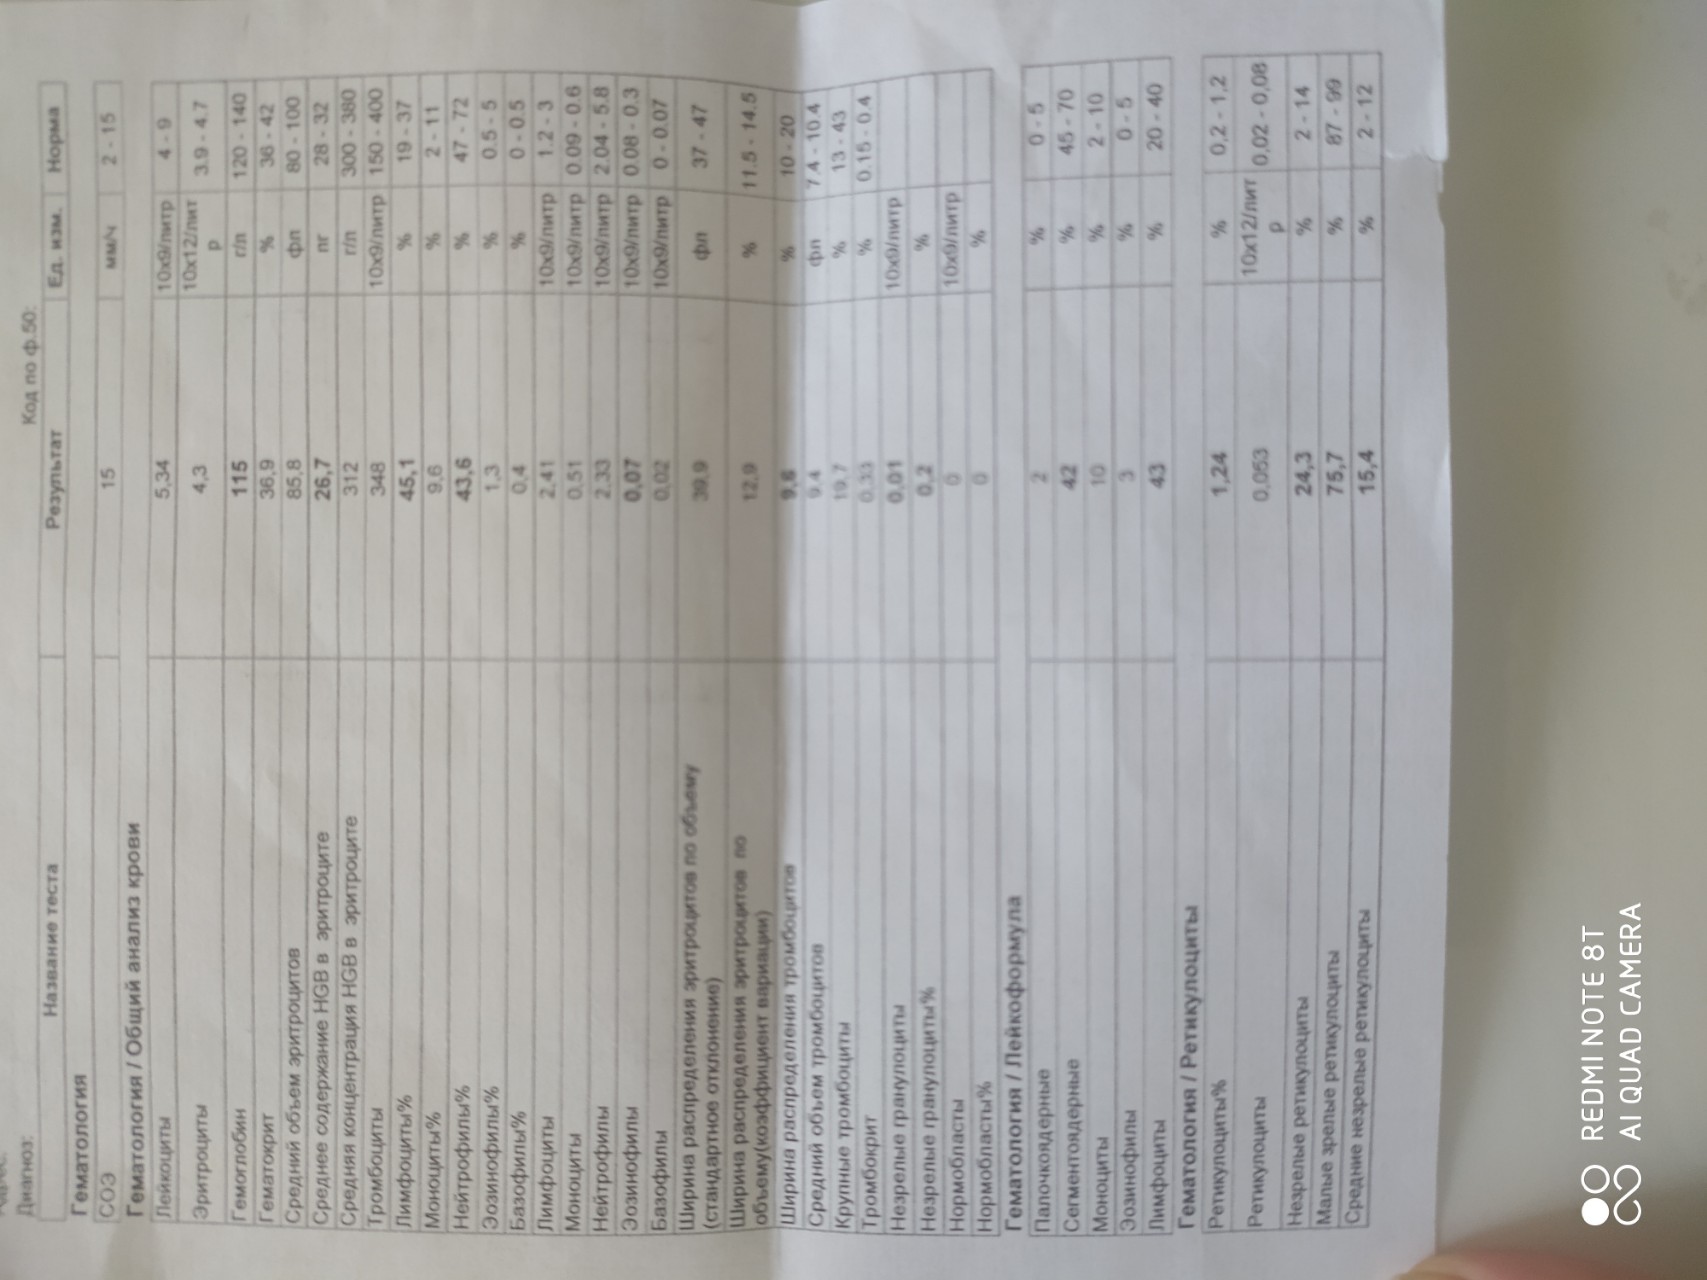 Диагноз: Код по ф.50:
Название теста Результат Ед. изм. Норма
Гематология
СОЭ 15 мм/ч 2 - 15
Гематология / Общий анализ крови
Лейкоциты 5,34 10x9/литр 4 - 9
Эритроциты 4,3 10x12/лит
р 3.9 - 4.7
Гемоглобин 115 г/л 120 - 140
Гематокрит 36,9 % 36 - 42
Средний объем эритроцитов 85,8 фл 80 - 100
Среднее содержание HGB в эритроците 26,7 пг 28 - 32
Средняя концентрация HGB в эритроците 312 г/л 300 - 380
Тромбоциты 348 10x9/литр 150 - 400
Лимфоциты% 45,1 % 19 - 37
Моноциты% 9,6 % 2 - 11
Нейтрофилы% 43,6 % 47 - 72
Эозинофилы% 1,3 % 0.5 - 5
Базофилы% 0,4 % 0 - 0.5
Лимфоциты 2,41 10x9/литр 1.2 - 3
Моноциты 0,51 10x9/литр 0.09 - 0.6
Нейтрофилы 2,33 10x9/литр 2.04 - 5.8
Эозинофилы 0,07 10x9/литр 0.08 - 0.3
Базофилы 0,02 10x9/литр 0 - 0.07
Ширина распределения эритроцитов по объему
(стандартное отклонение) 39,9 фл 37 - 47
Ширина распределения эритроцитов по
объему(коэффициент вариации) 12,9 % 11.5 - 14.5
Ширина распределения тромбоцитов 9,6 % 10 - 20
Средний объем тромбоцитов 9,4 фл 7.4 - 10.4
Крупные тромбоциты 19,7 % 13 - 43
Тромбокрит 0,33 % 0.15 - 0.4
Незрелые гранулоциты 0,01 10x9/литр
Незрелые гранулоциты% 0,2 %
Нормобласты 0 10x9/литр
Нормобласты% 0 %
Гематология / Лейкоформула
Палочкоядерные 2 % 0 - 5
Сегментоядерные 42 % 45 - 70
Моноциты 10 % 2 - 10
Эозинофилы 3 % 0 - 5
Лимфоциты 43 % 20 - 40
Гематология / Ретикулоциты
Ретикулоциты% 1,24 % 0,2 - 1,2
Ретикулоциты 0,053 10x12/лит
р 0,02 - 0,08
Незрелые ретикулоциты 24,3 % 2 - 14
Малые зрелые ретикулоциты 75,7 % 87 - 99
Средние незрелые ретикулоциты 15,4 % 2 - 12
REDMI NOTE 8T
AI QUAD CAMERA